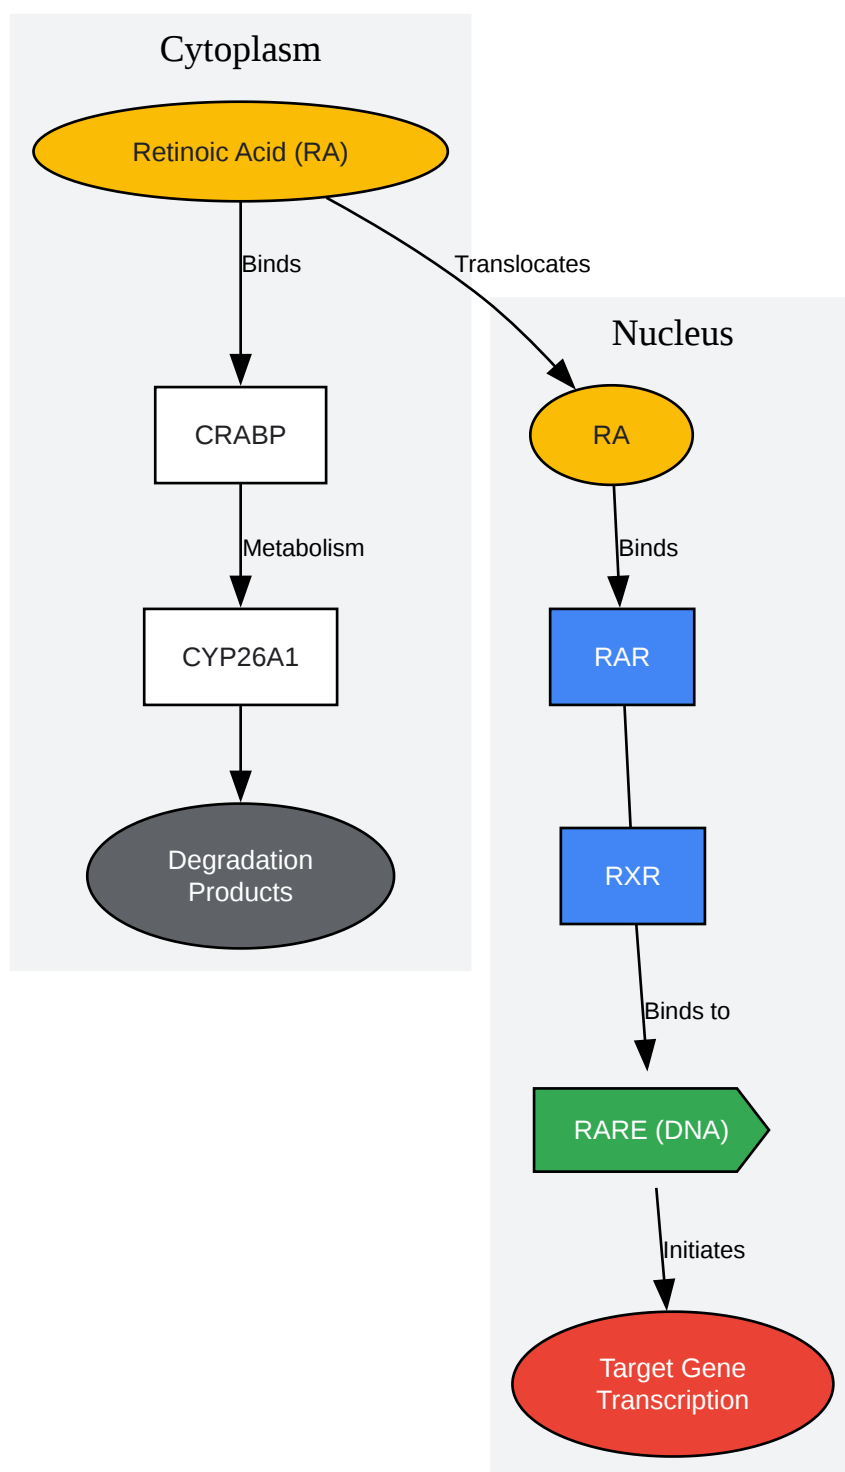 Cytoplasm
Retinoic Acid (RA)
Binds
Translocates
Nucleus
CRABP
RA
Metabolism
Binds
CYP26A1
RAR
Degradation
Products
RXR
Binds to
RARE (DNA)
Initiates
Target Gene
Transcription